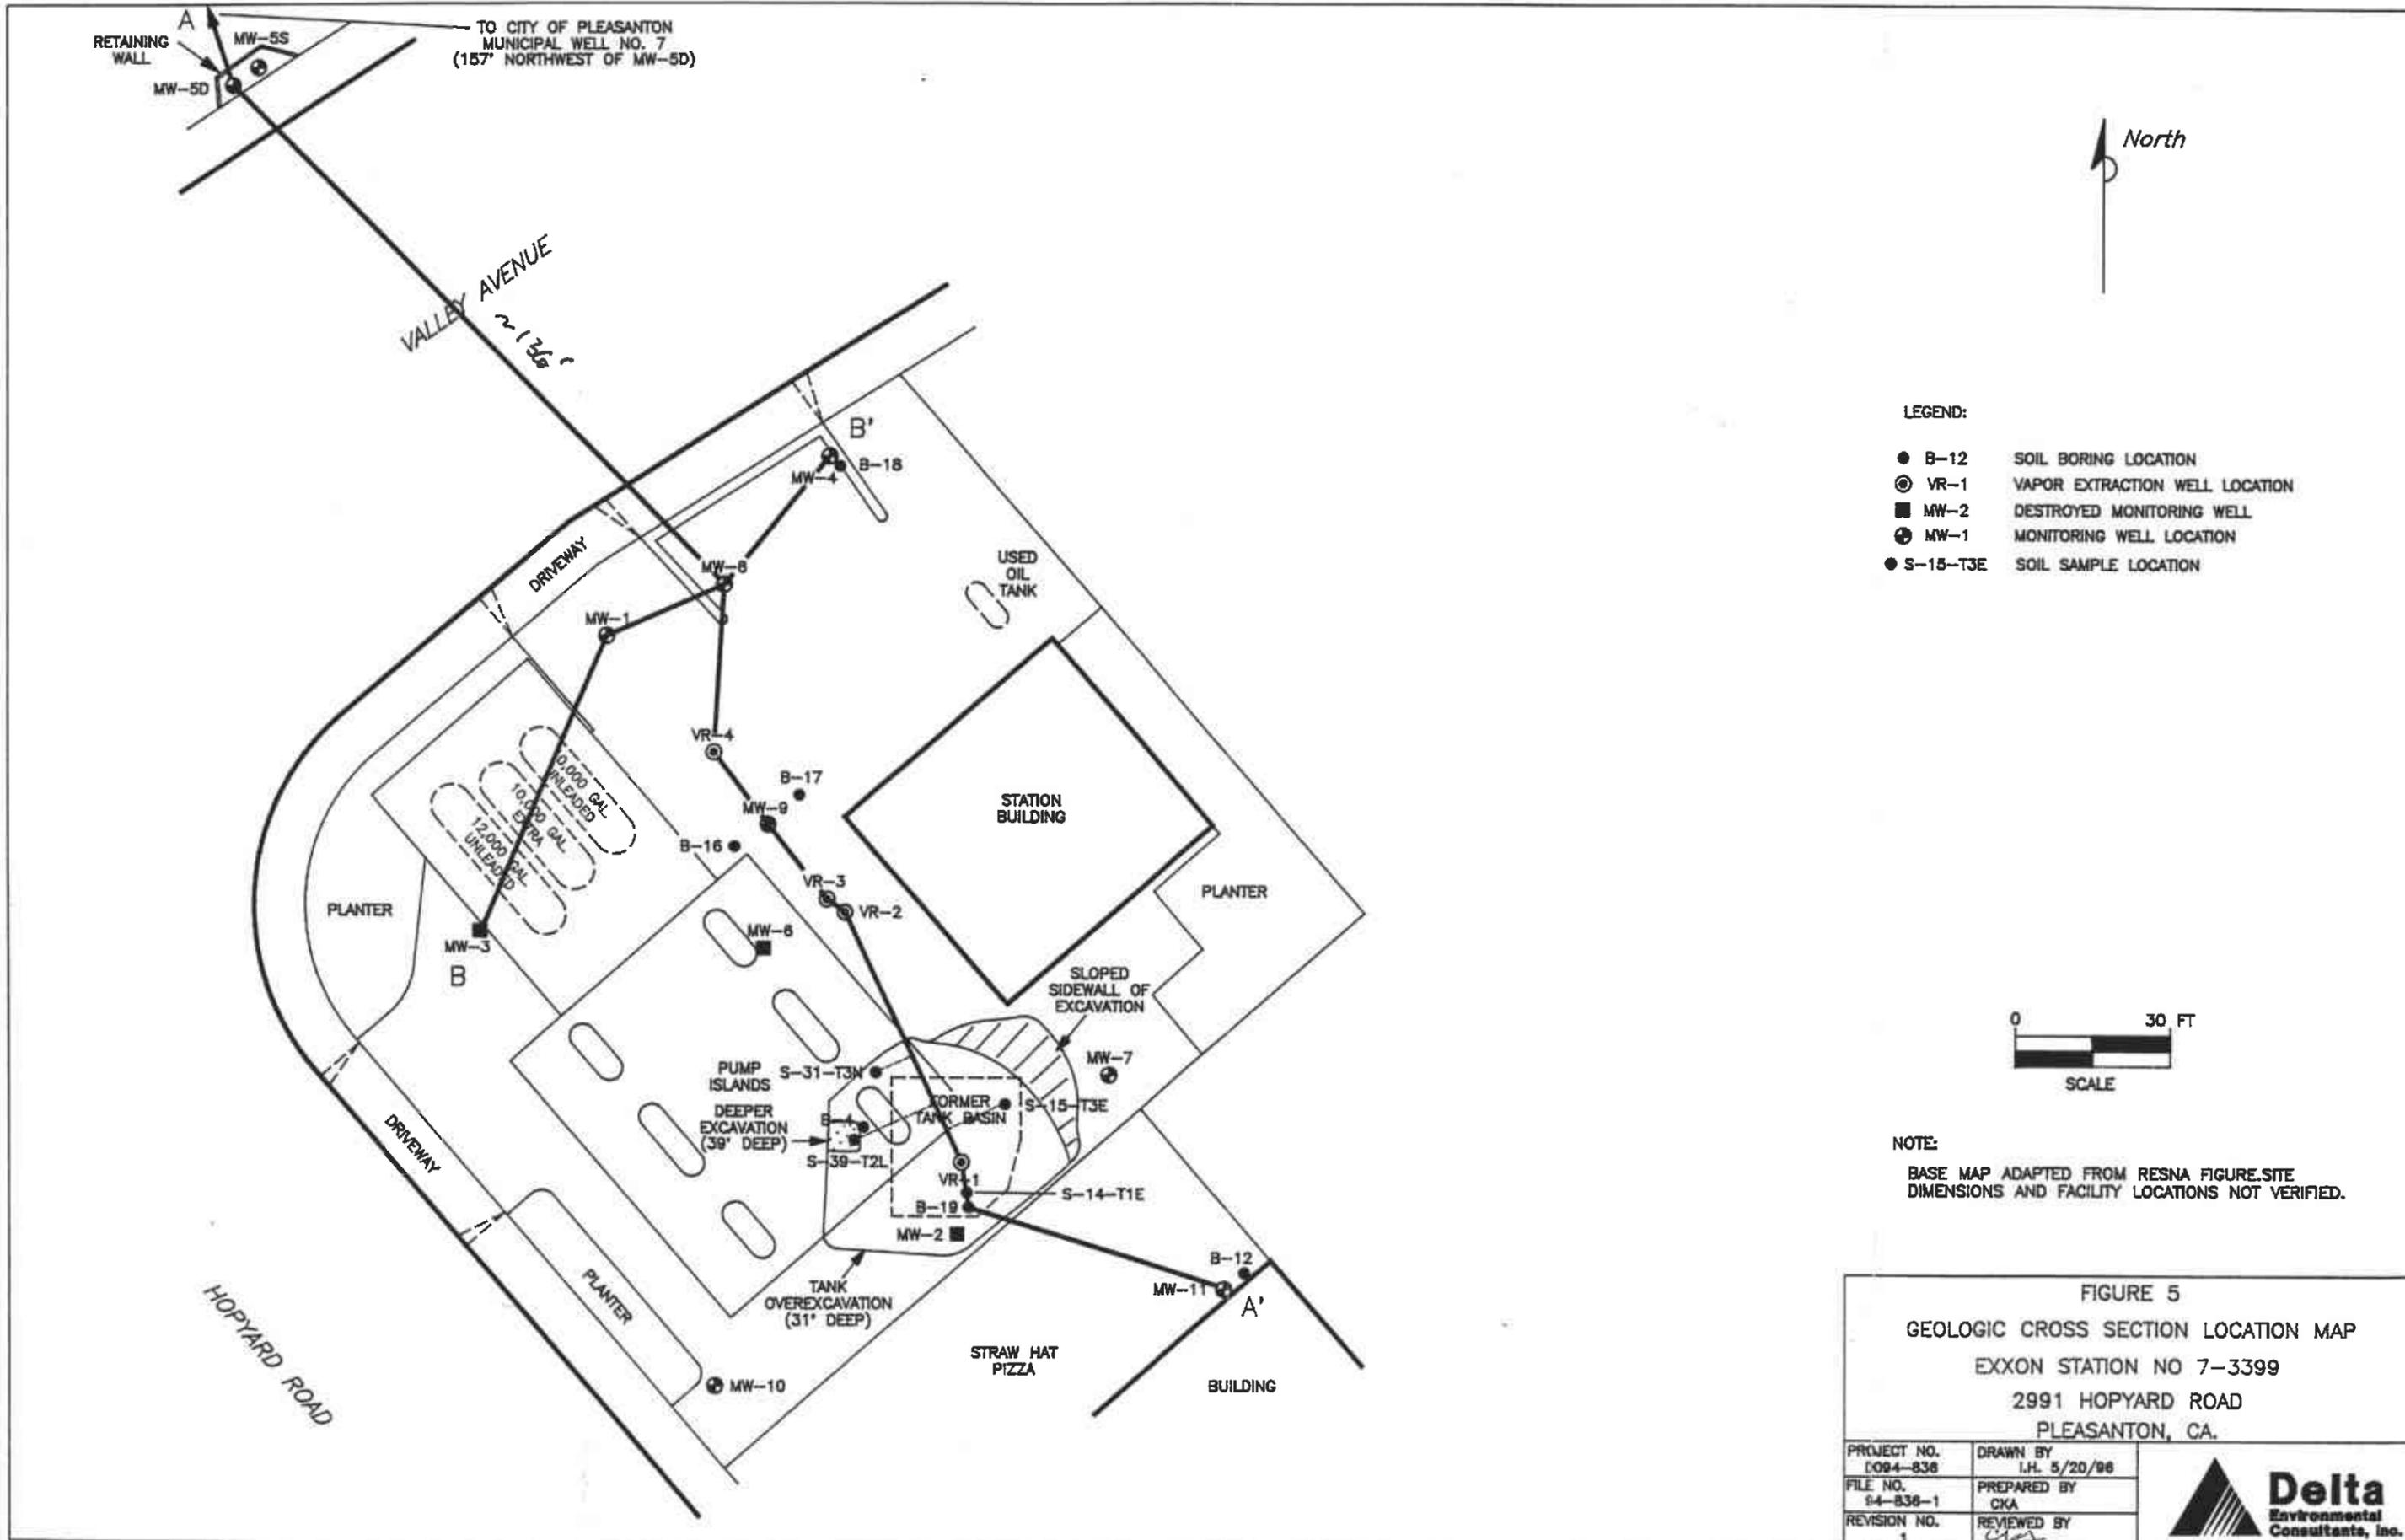 A
RETAINING
WALL
MW-5S
MW-5D
TO CITY OF PLEASANTON
MUNICIPAL WELL NO. 7
(157' NORTHWEST OF MW-5D)
North
VALLEY AVENUE
~136'
LEGEND:
B-12 SOIL BORING LOCATION
VR-1 VAPOR EXTRACTION WELL LOCATION
MW-2 DESTROYED MONITORING WELL
MW-1 MONITORING WELL LOCATION
S-15-T3E SOIL SAMPLE LOCATION
B'
B-18
MW-4
DRIVEWAY
MW-8
USED
OIL
TANK
MW-1
VR-4
B-17
MW-9
B-16
10,000 GAL.
UNLEADED
10,000 GAL.
EXTRA
12,000 GAL.
UNLEADED
STATION
BUILDING
VR-3
VR-2
PLANTER
PLANTER
MW-3
B
MW-6
SLOPED
SIDEWALL OF
EXCAVATION
MW-7
PUMP
ISLANDS
S-31-T3N
DEEPER
EXCAVATION
(39' DEEP)
B-4
S-39-T2L
FORMER
TANK BASIN
S-15-T3E
VR-1
S-14-T1E
B-19
MW-2
DRIVEWAY
PLANTER
TANK
OVEREXCAVATION
(31' DEEP)
B-12
MW-11
A'
STRAW HAT
PIZZA
BUILDING
MW-10
HOPYARD ROAD
0 30 FT
SCALE
NOTE:
BASE MAP ADAPTED FROM RESNA FIGURE.SITE
DIMENSIONS AND FACILITY LOCATIONS NOT VERIFIED.
FIGURE 5
GEOLOGIC CROSS SECTION LOCATION MAP
EXXON STATION NO 7-3399
2991 HOPYARD ROAD
PLEASANTON, CA.
PROJECT NO.
D094-836
DRAWN BY
I.H. 5/20/96
FILE NO.
94-836-1
PREPARED BY
CKA
REVISION NO.
1
REVIEWED BY
Delta
Environmental
Consultants, Inc.